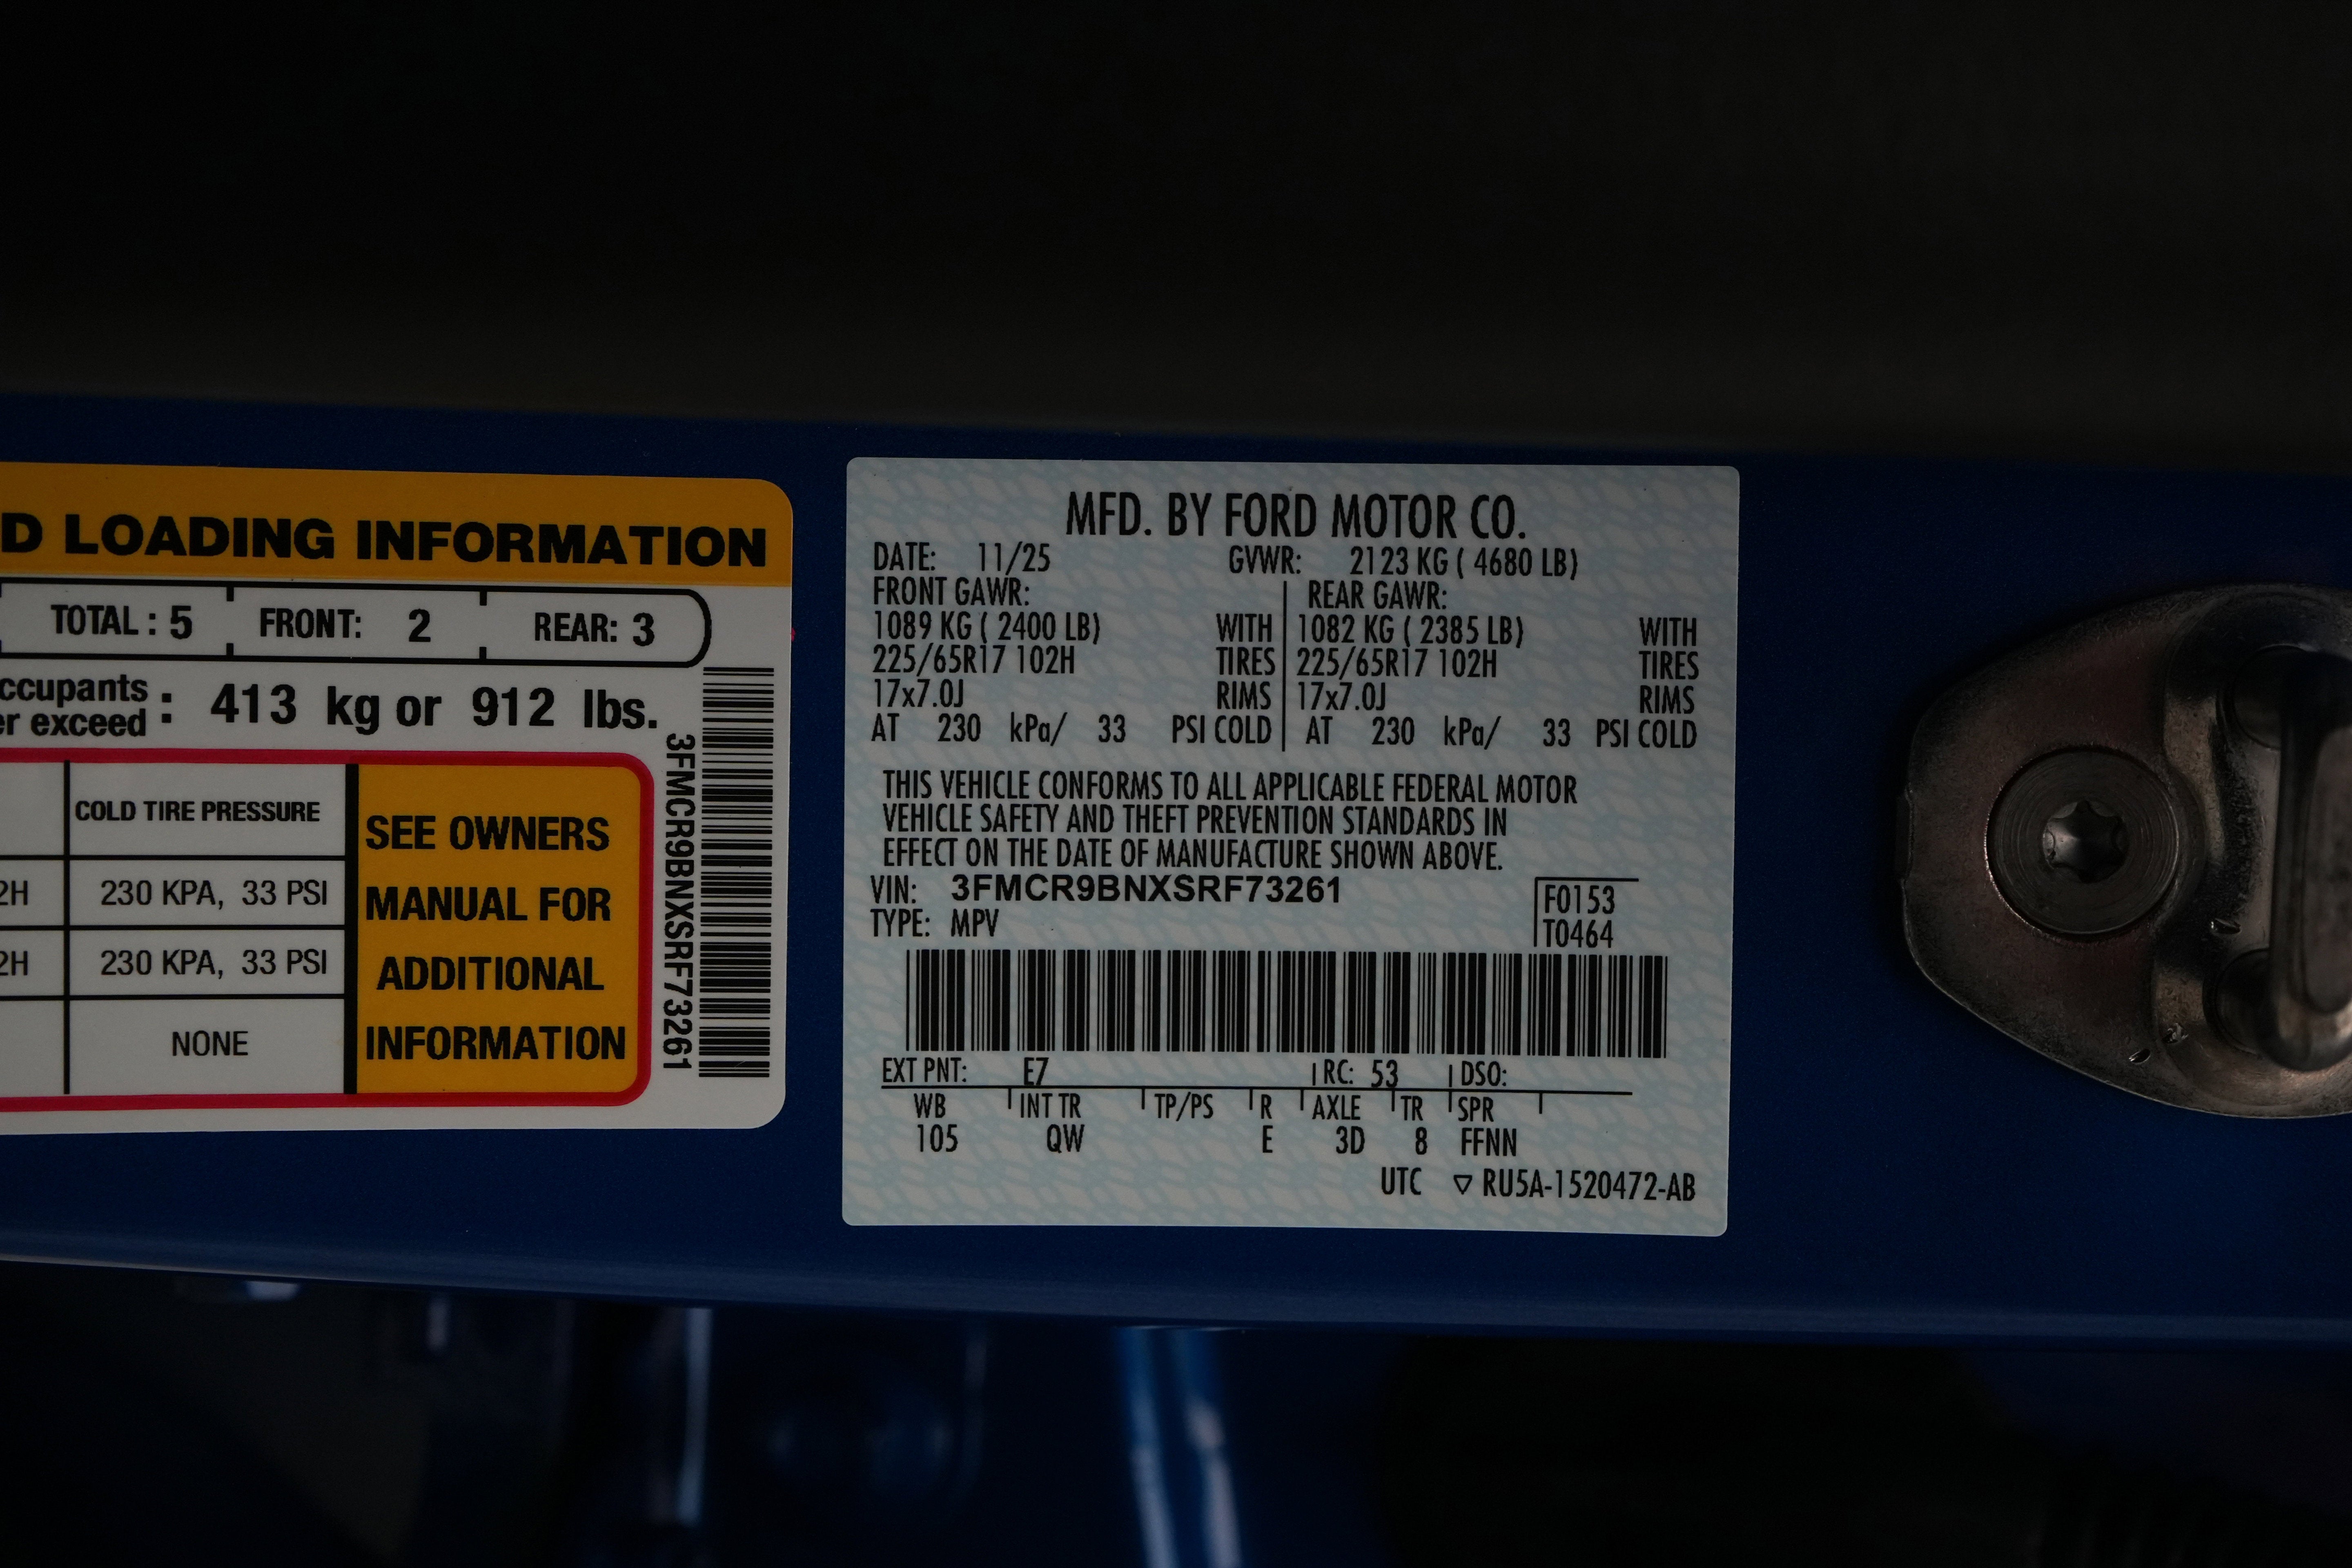 D LOADING INFORMATION
TOTAL : 5 FRONT: 2 REAR: 3
: 413 kg or 912 lbs.
exceed
COLD TIRE PRESSURE
230 KPA, 33 PSI
230 KPA, 33 PSI
NONE
SEE OWNERS
MANUAL FOR
ADDITIONAL
INFORMATION
3FMCR9BNXSRF73261
MFD. BY FORD MOTOR CO.
DATE: 11/25 GVWR: 2123 KG ( 4680 LB)
FRONT GAWR: REAR GAWR:
1089 KG ( 2400 LB) WITH 1082 KG ( 2385 LB) WITH
225/65R17 102H TIRES 225/65R17 102H TIRES
17x7.0J RIMS 17x7.0J RIMS
AT 230 kPa/ 33 PSI COLD AT 230 kPa/ 33 PSI COLD
THIS VEHICLE CONFORMS TO ALL APPLICABLE FEDERAL MOTOR
VEHICLE SAFETY AND THEFT PREVENTION STANDARDS IN
EFFECT ON THE DATE OF MANUFACTURE SHOWN ABOVE.
VIN: 3FMCR9BNXSRF73261 F0153
TYPE: MPV T0464
EXT PNT: E7 RC: 53 DSO:
WB INT TR TP/PS R AXLE TR SPR
105 QW E 3D 8 FFNN
UTC ▽ RU5A-1520472-AB